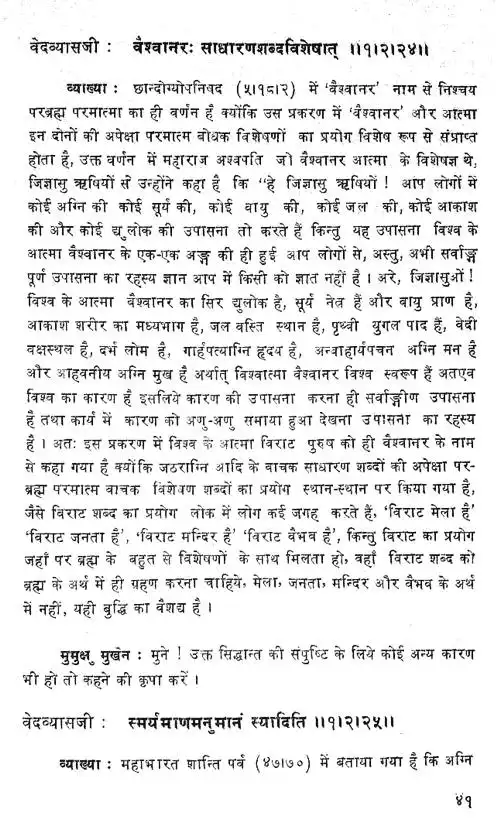 वेदव्यासजी : वैश्वानरः साधारणशब्दविशेषात् ॥१।२।२४॥
व्याख्या : छान्दोग्योपनिषद (५।१८।२) में 'वैश्वानर' नाम से निश्चय
परब्रह्म परमात्मा का ही वर्णन है क्योंकि उस प्रकरण में 'वैश्वानर' और आत्मा
इन दोनों की अपेक्षा परमात्म बोधक विशेषणों का प्रयोग विशेष रूप से संप्राप्त
होता है, उक्त वर्णन में महाराज अश्वपति जो वैश्वानर आत्मा के विशेषज्ञ थे,
जिज्ञासु ऋषियों से उन्होंने कहा है कि "हे जिज्ञासु ऋषियों ! आप लोगों में
कोई अग्नि की कोई सूर्य की, कोई वायु की, कोई जल की, कोई आकाश
की और कोई द्युलोक की उपासना तो करते हैं किन्तु यह उपासना विश्व के
आत्मा वैश्वानर के एक-एक अङ्ग की ही हुई आप लोगों से, अस्तु, अभी सर्वाङ्ग
पूर्ण उपासना का रहस्य ज्ञान आप में किसी को ज्ञात नहीं है । अरे, जिज्ञासुओं !
विश्व के आत्मा वैश्वानर का सिर द्युलोक है, सूर्य नेत्र हैं और वायु प्राण है,
आकाश शरीर का मध्यभाग है, जल वस्ति स्थान है, पृथ्वी युगल पाद हैं, वेदी
वक्षस्थल है, दर्भ लोम है, गार्हपत्याग्नि हृदय है, अन्वाहार्यपचन अग्नि मन है
और आहवनीय अग्नि मुख है अर्थात् विश्वात्मा वैश्वानर विश्व स्वरूप हैं अतएव
विश्व का कारण है इसलिये कारण की उपासना करना ही सर्वाङ्गीण उपासना
है तथा कार्य में कारण को अणु-अणु समाया हुआ देखना उपासना का रहस्य
है । अतः इस प्रकरण में विश्व के आत्मा विराट पुरुष को ही वैश्वानर के नाम
से कहा गया है क्योंकि जठराग्नि आदि के वाचक साधारण शब्दों की अपेक्षा पर-
ब्रह्म परमात्म वाचक विशेषण शब्दों का प्रयोग स्थान-स्थान पर किया गया है,
जैसे विराट शब्द का प्रयोग लोक में लोग कई जगह करते हैं, 'विराट मेला है'
'विराट जनता है', 'विराट मन्दिर है' 'विराट वैभव है', किन्तु विराट का प्रयोग
जहाँ पर ब्रह्म के बहुत से विशेषणों के साथ मिलता हो, वहाँ विराट शब्द को
ब्रह्म के अर्थ में ही ग्रहण करना चाहिये, मेला, जनता, मन्दिर और वैभव के अर्थ
में नहीं, यही बुद्धि का वैशद्य है ।
मुमुक्षु मुखेन : मुने ! उक्त सिद्धान्त की संपुष्टि के लिये कोई अन्य कारण
भी हो तो कहने की कृपा करें ।
वेदव्यासजी : स्मर्यमाणमनुमानं स्यादिति ॥१।२।२५॥
व्याख्या : महाभारत शान्ति पर्व (४७।७०) में बताया गया है कि अग्नि
४१